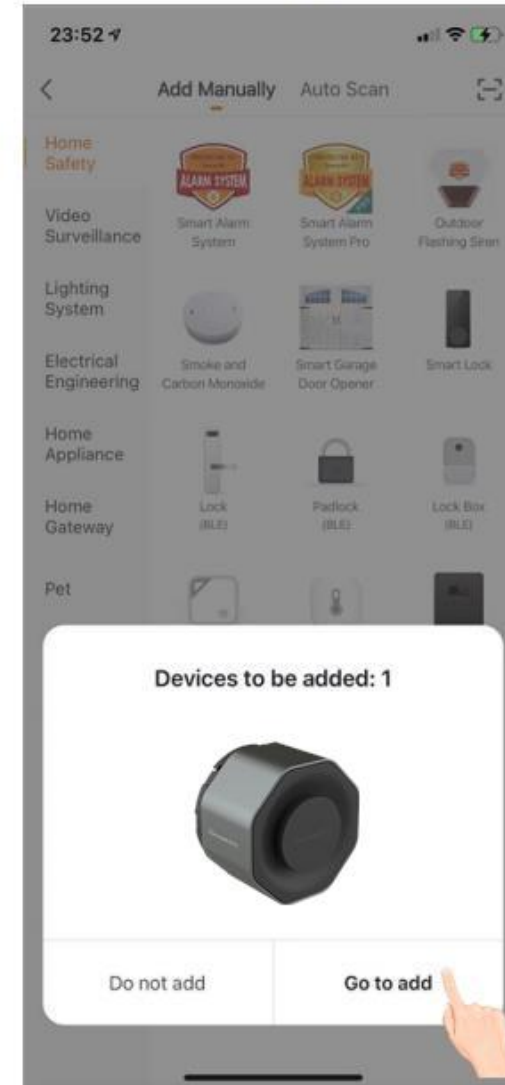 23:52
Add Manually Auto Scan
Home
Safety
Video
Surveillance
Lighting
System
Electrical
Engineering
Home
Appliance
Home
Gateway
Pet
ALARM SYSTEM
Smart Alarm
System
ALARM SYSTEM
Smart Alarm
System Pro
Outdoor
Flashing Siren
Smoke and
Carbon Monoxide
Smart Garage
Door Opener
Smart Lock
Lock
(BLE)
Padlock
(BLE)
Lock Box
(BLE)
Devices to be added: 1
Do not add
Go to add